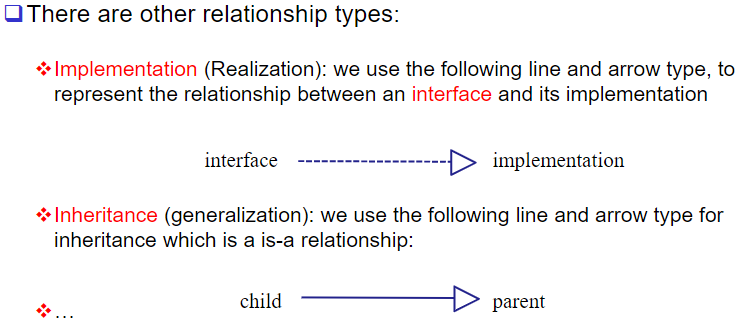 There are other relationship types:
Implementation (Realization): we use the following line and arrow type, to
represent the relationship between an interface and its implementation
interface implementation
Inheritance (generalization): we use the following line and arrow type for
inheritance which is a is-a relationship:
child parent
…